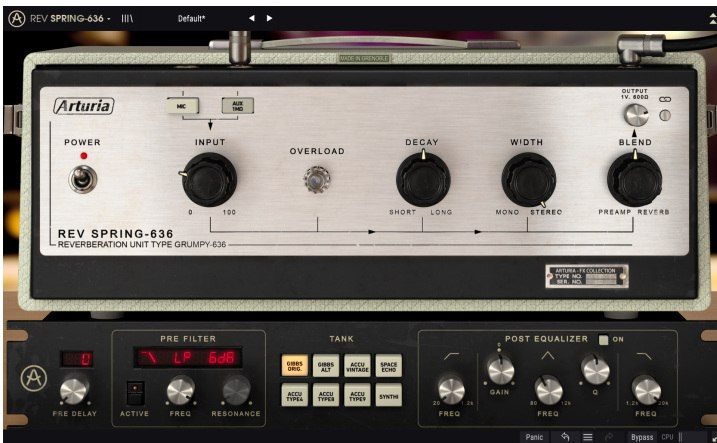 REV SPRING-636
Default*
MADE IN GRENOBLE
Arturia
MIC
AUX 1MΩ
OUTPUT
1V. 600Ω
POWER
INPUT
OVERLOAD
DECAY
WIDTH
BLEND
0 100
SHORT LONG
MONO STEREO
PREAMP REVERB
REV SPRING-636
REVERBERATION UNIT TYPE GRUMPY-636
ARTURIA - FX COLLECTION
TYPE NO.
SER. NO.
PRE FILTER
TANK
POST EQUALIZER
ON
0
LP 6dB
GIBBS ORIG.
GIBBS ALT
ACCU VINTAGE
SPACE ECHO
ACCU TYPE4
ACCU TYPE8
ACCU TYPE9
SYNTHI
0
GAIN
Q
20 1.2k
80 12k
1.2k 20k
PRE DELAY
ACTIVE
FREQ
RESONANCE
FREQ
FREQ
FREQ
Panic
Bypass
CPU